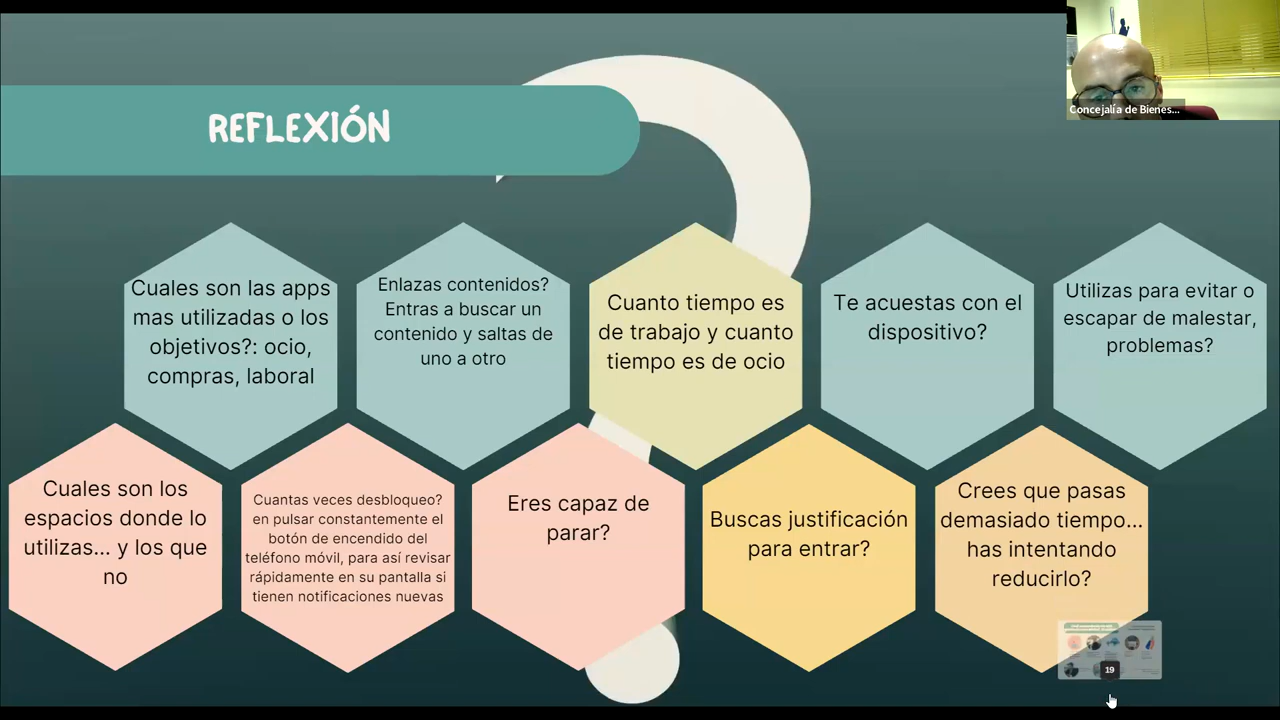 Concejalía de Bienes...
REFLEXIÓN
Cuales son las apps
mas utilizadas o los
objetivos?: ocio,
compras, laboral
Enlazas contenidos?
Entras a buscar un
contenido y saltas de
uno a otro
Cuanto tiempo es
de trabajo y cuanto
tiempo es de ocio
Te acuestas con el
dispositivo?
Utilizas para evitar o
escapar de malestar,
problemas?
Cuales son los
espacios donde lo
utilizas... y los que
no
Cuantas veces desbloqueo?
en pulsar constantemente el
botón de encendido del
teléfono móvil, para así revisar
rápidamente en su pantalla si
tienen notificaciones nuevas
Eres capaz de
parar?
Buscas justificación
para entrar?
Crees que pasas
demasiado tiempo...
has intentando
reducirlo?
19